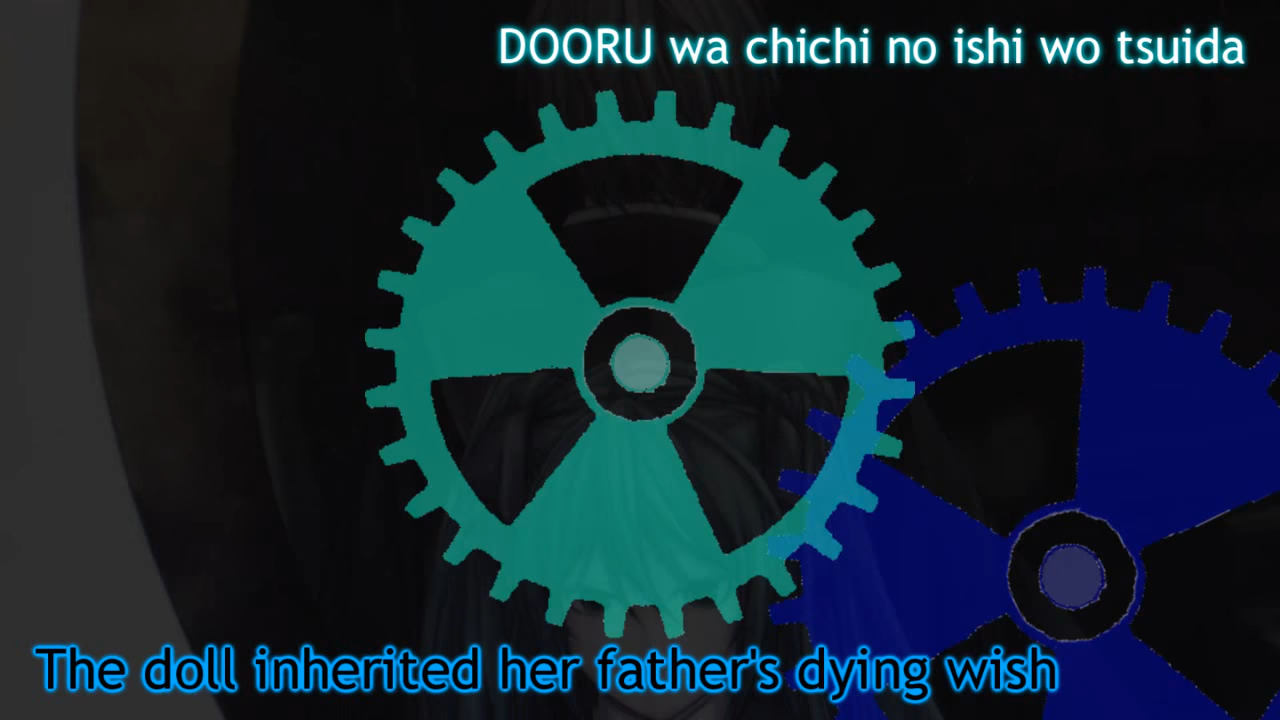 DOORU wa chichi no ishi wo tsuida
The doll inherited her father's dying wish